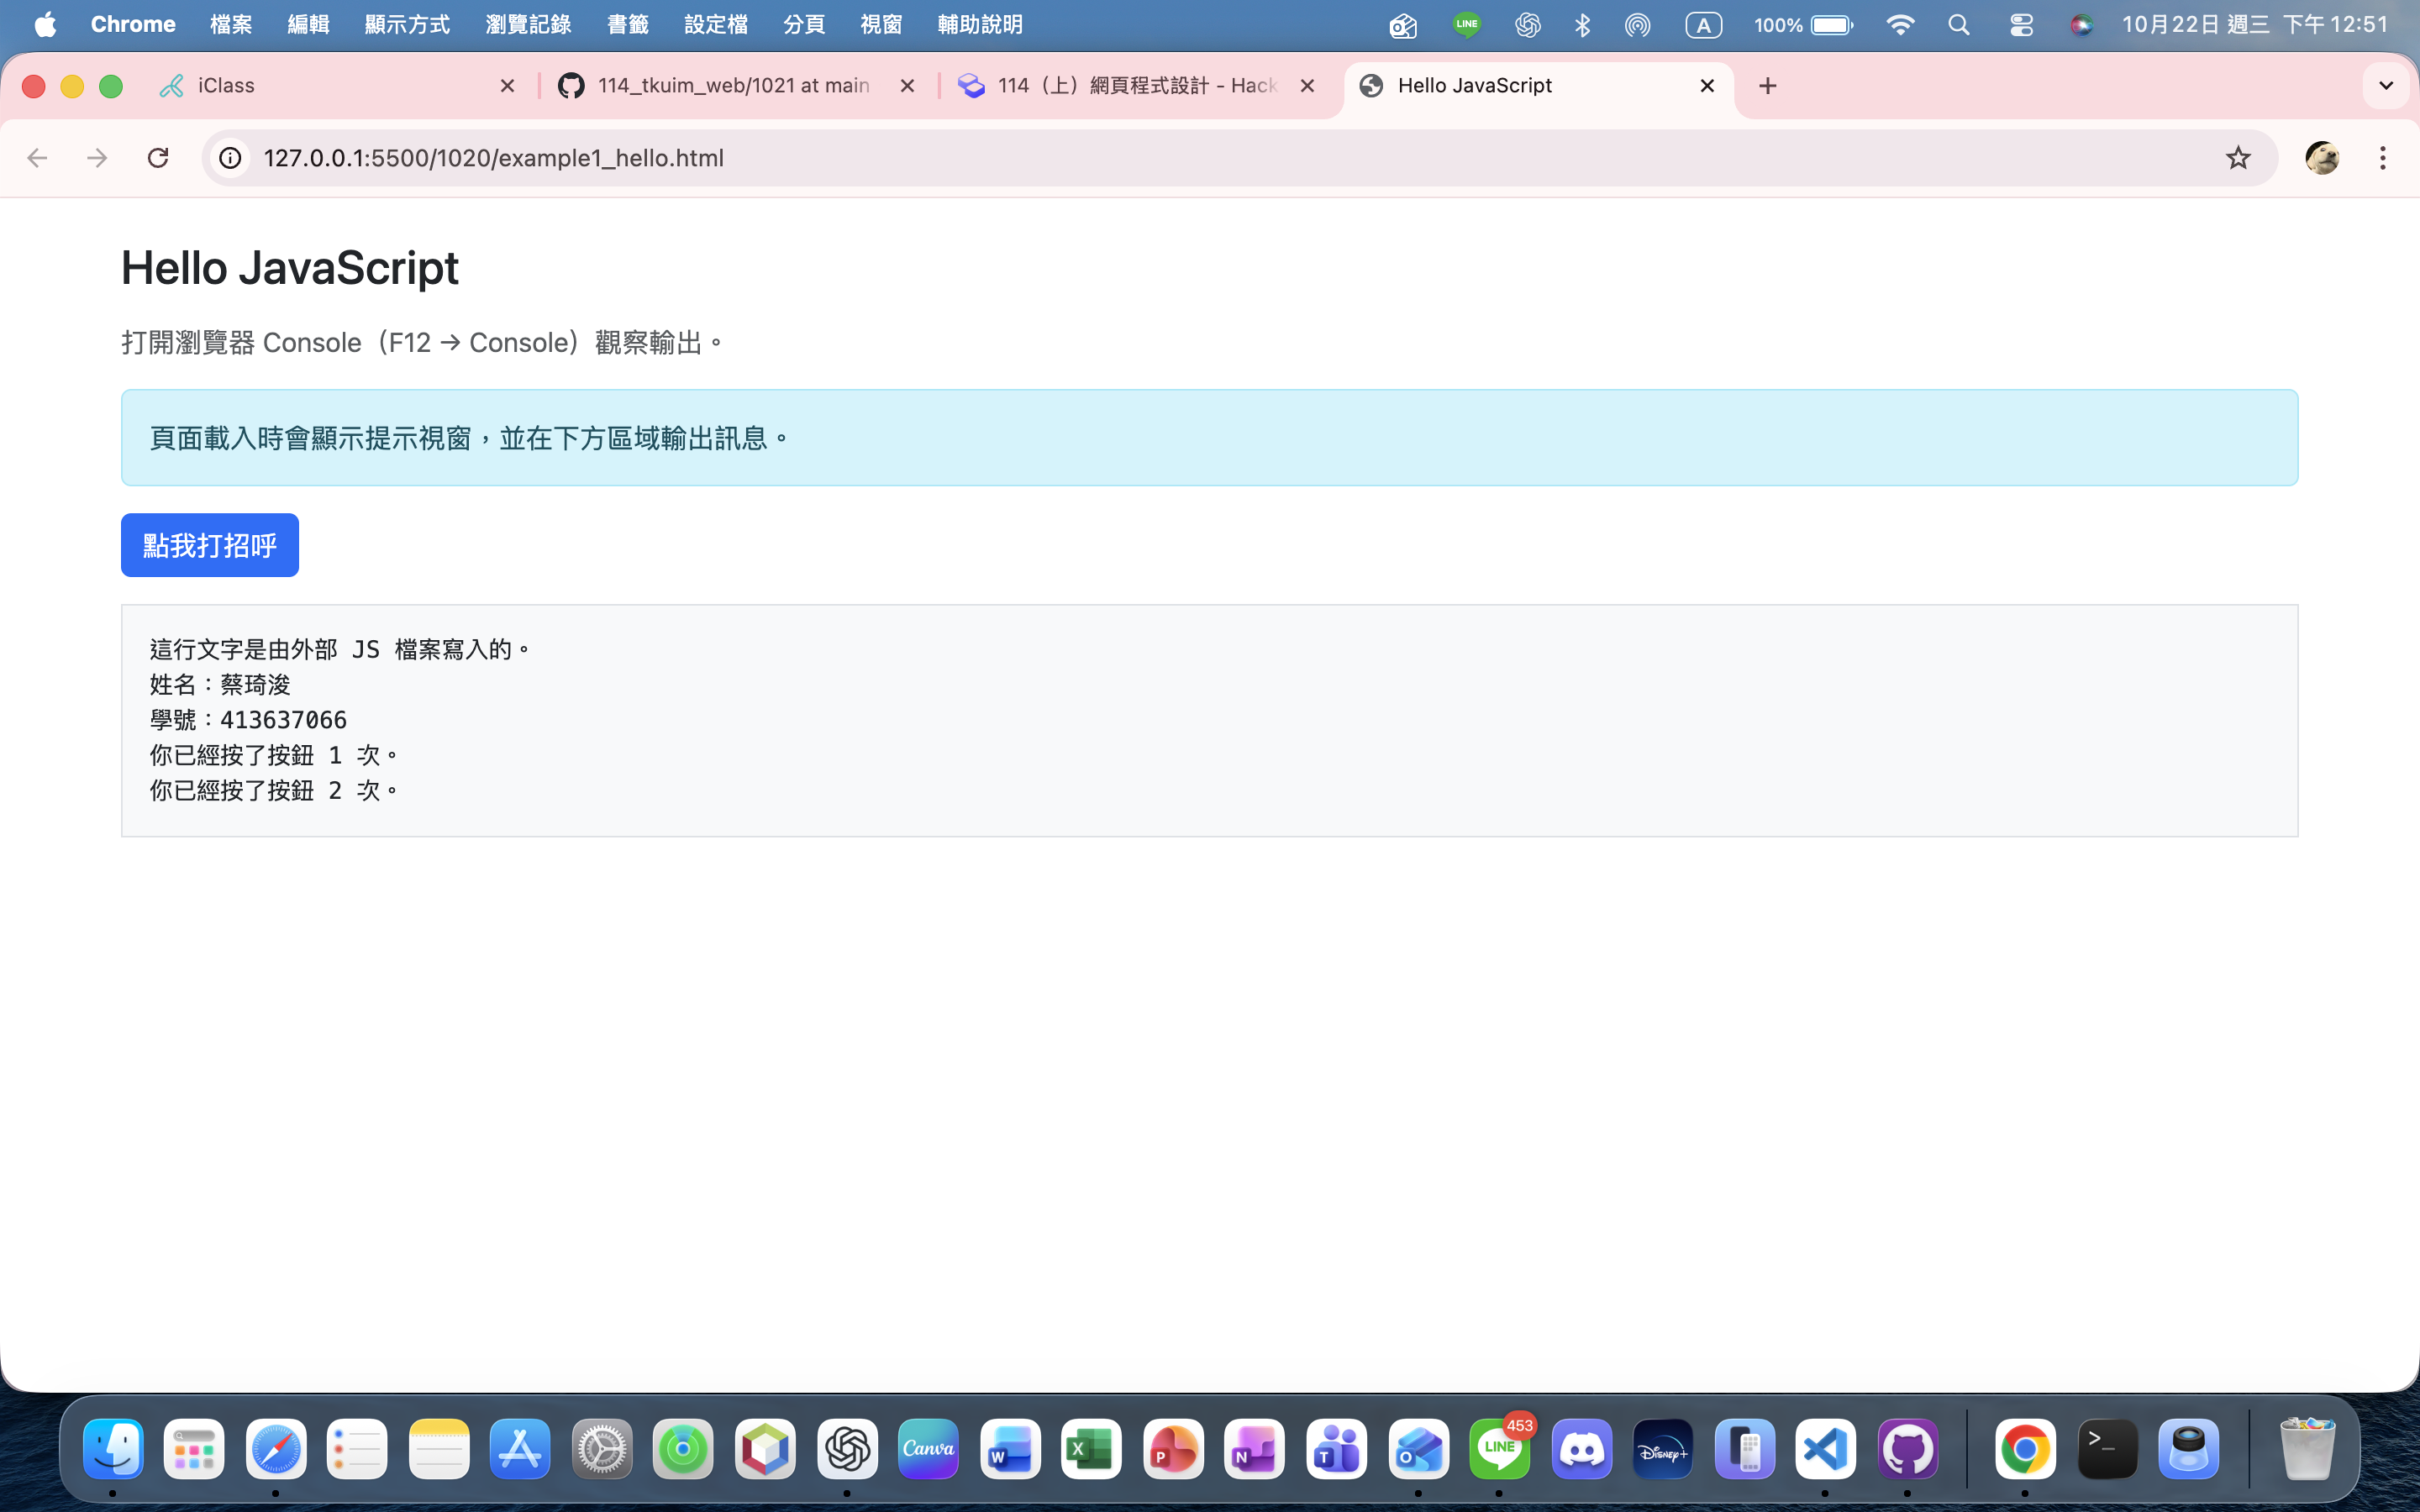 Chrome 檔案 編輯 顯示方式 瀏覽記錄 書籤 設定檔 分頁 視窗 輔助說明 LINE A 100% 10月22日 週三 下午 12:51
iClass 114_tkuim_web/1021 at main 114（上）網頁程式設計 - Hack Hello JavaScript
127.0.0.1:5500/1020/example1_hello.html
Hello JavaScript
打開瀏覽器 Console（F12 → Console）觀察輸出。
頁面載入時會顯示提示視窗，並在下方區域輸出訊息。
點我打招呼
這行文字是由外部 JS 檔案寫入的。
姓名：蔡琦浚
學號：413637066
你已經按了按鈕 1 次。
你已經按了按鈕 2 次。
Canva W X P N T O LINE 453 Disney+ >_